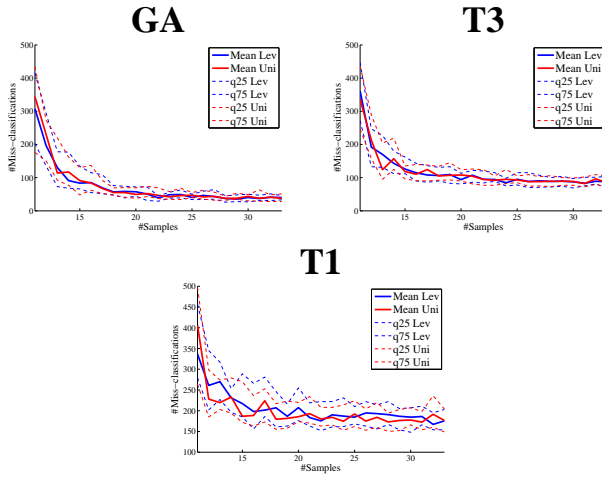 GA
T3
500
400
300
200
100
0
15
20
25
30
#Miss-classifications
#Samples
Mean Lev
Mean Uni
q25 Lev
q75 Lev
q25 Uni
q75 Uni
500
400
300
200
100
0
15
20
25
30
#Miss-classifications
#Samples
Mean Lev
Mean Uni
q25 Lev
q75 Lev
q25 Uni
q75 Uni
T1
500
450
400
350
300
250
200
150
100
15
20
25
30
#Miss-classifications
#Samples
Mean Lev
Mean Uni
q25 Lev
q75 Lev
q25 Uni
q75 Uni